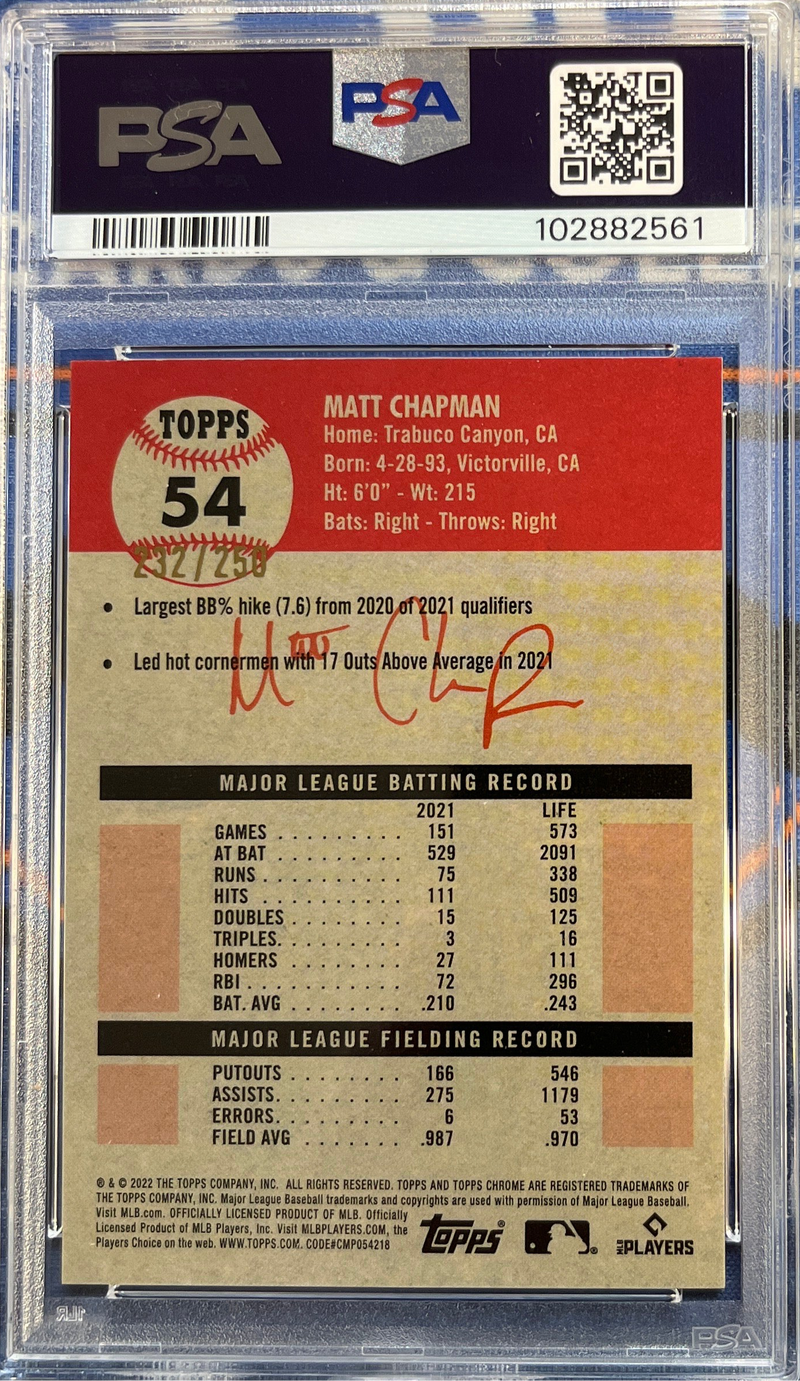 PSA
PSA
102882561
TOPPS
54
232/250
MATT CHAPMAN
Home: Trabuco Canyon, CA
Born: 4-28-93, Victorville, CA
Ht: 6'0" - Wt: 215
Bats: Right - Throws: Right
• Largest BB% hike (7.6) from 2020 of 2021 qualifiers
• Led hot cornermen with 17 Outs Above Average in 2021
MAJOR LEAGUE BATTING RECORD
2021 LIFE
GAMES . . . . . . . . . 151 573
AT BAT . . . . . . . . . 529 2091
RUNS . . . . . . . . . . 75 338
HITS . . . . . . . . . . 111 509
DOUBLES . . . . . . . . 15 125
TRIPLES. . . . . . . . . 3 16
HOMERS . . . . . . . . 27 111
RBI . . . . . . . . . . . 72 296
BAT. AVG . . . . . . . . .210 .243
MAJOR LEAGUE FIELDING RECORD
PUTOUTS . . . . . . . . 166 546
ASSISTS. . . . . . . . . 275 1179
ERRORS. . . . . . . . . 6 53
FIELD AVG . . . . . . . .987 .970
® & © 2022 THE TOPPS COMPANY, INC. ALL RIGHTS RESERVED. TOPPS AND TOPPS CHROME ARE REGISTERED TRADEMARKS OF
THE TOPPS COMPANY, INC. Major League Baseball trademarks and copyrights are used with permission of Major League Baseball.
Visit MLB.com. OFFICIALLY LICENSED PRODUCT OF MLB. Officially
Licensed Product of MLB Players, Inc. Visit MLBPLAYERS.COM, the
Players Choice on the web. WWW.TOPPS.COM. CODE#CMP054218
Topps®
MLB PLAYERS
PSA